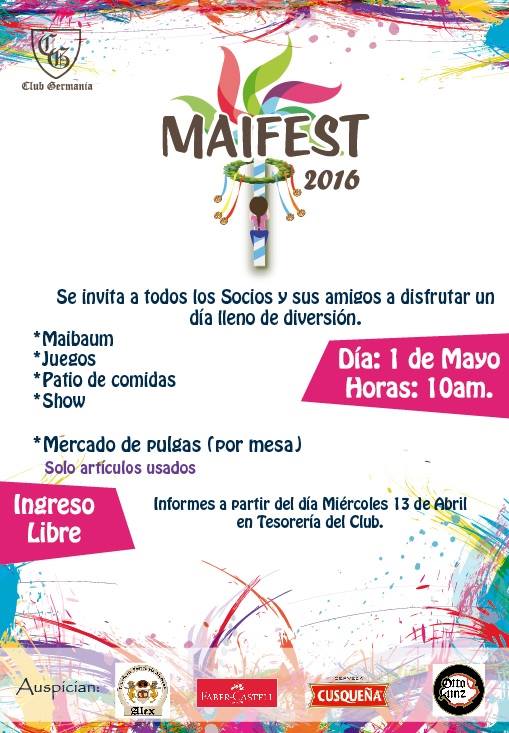 CG
Club Germania
MAIFEST
2016
Se invita a todos los Socios y sus amigos a disfrutar un
día lleno de diversión.
*Maibaum
*Juegos
*Patio de comidas
*Show
Día: 1 de Mayo
Horas: 10am.
*Mercado de pulgas (por mesa)
Solo artículos usados
Ingreso
Libre
Informes a partir del día Miércoles 13 de Abril
en Tesorería del Club.
Auspician:
Alex
FABER-CASTELL
CERVEZA
CUSQUEÑA
Otto
Kunz